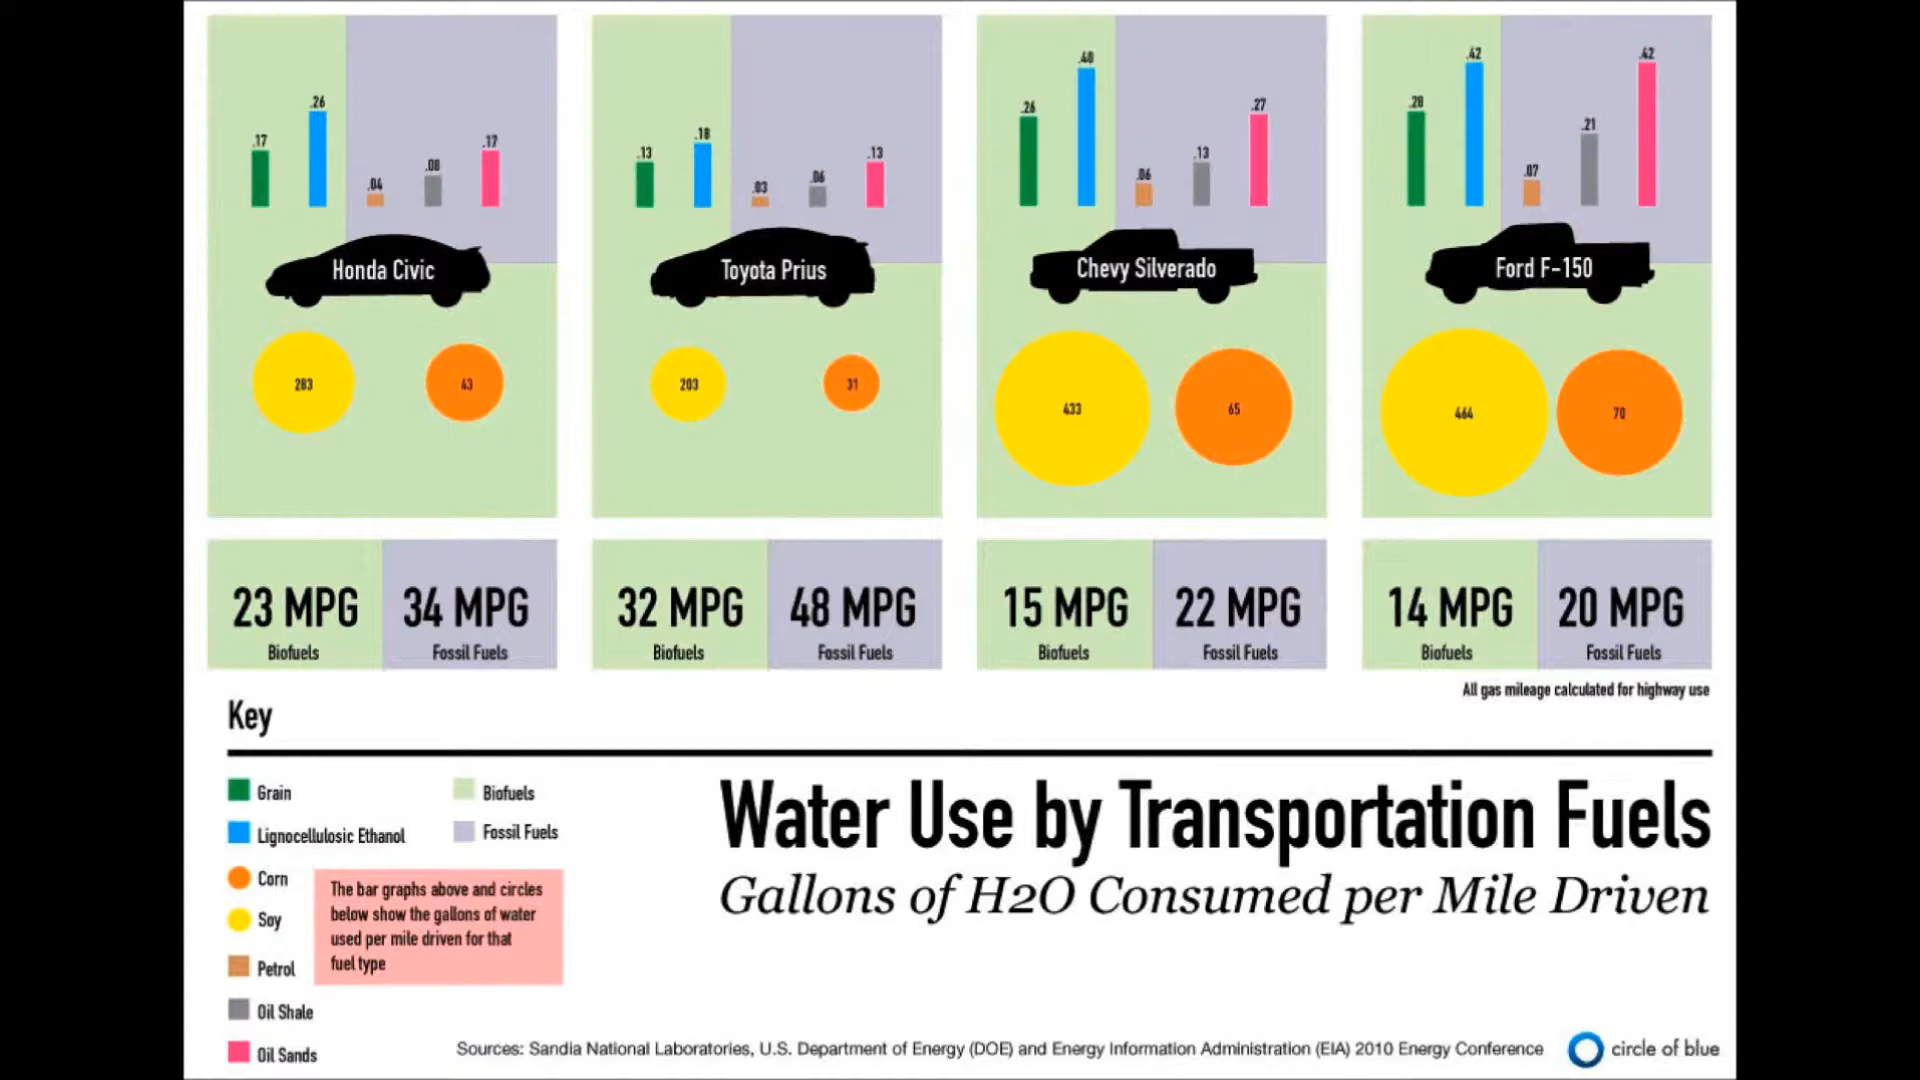 .17
.26
.04
.08
.17
Honda Civic
283
43
23 MPG
Biofuels
34 MPG
Fossil Fuels
.13
.18
.03
.06
.13
Toyota Prius
203
31
32 MPG
Biofuels
48 MPG
Fossil Fuels
.26
.40
.06
.13
.27
Chevy Silverado
433
65
15 MPG
Biofuels
22 MPG
Fossil Fuels
.28
.42
.07
.21
.42
Ford F-150
464
70
14 MPG
Biofuels
20 MPG
Fossil Fuels
All gas mileage calculated for highway use
Key
Grain
Lignocellulosic Ethanol
Corn
Soy
Petrol
Oil Shale
Oil Sands
Biofuels
Fossil Fuels
The bar graphs above and circles
below show the gallons of water
used per mile driven for that
fuel type
Water Use by Transportation Fuels
Gallons of H2O Consumed per Mile Driven
Sources: Sandia National Laboratories, U.S. Department of Energy (DOE) and Energy Information Administration (EIA) 2010 Energy Conference
circle of blue